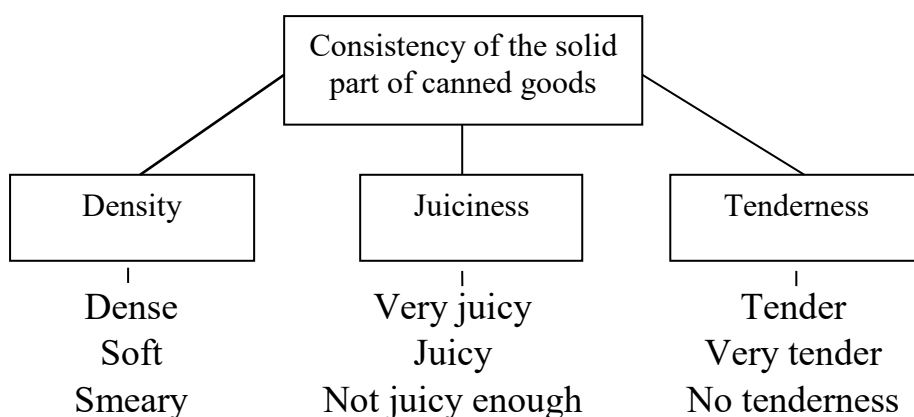 Consistency of the solid
part of canned goods
Density
Juiciness
Tenderness
Dense
Very juicy
Tender
Soft
Juicy
Very tender
Smeary
Not juicy enough
No tenderness